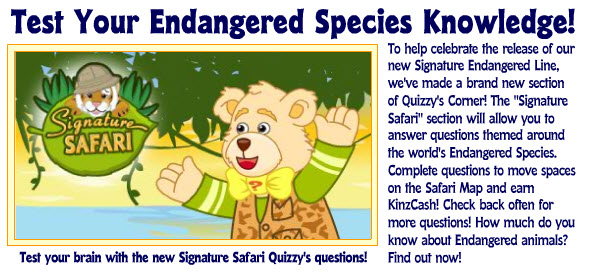 Test Your Endangered Species Knowledge!
Signature
SAFARI
?
Test your brain with the new Signature Safari Quizzy's questions!
To help celebrate the release of our
new Signature Endangered Line,
we've made a brand new section
of Quizzy's Corner! The "Signature
Safari" section will allow you to
answer questions themed around
the world's Endangered Species.
Complete questions to move spaces
on the Safari Map and earn
KinzCash! Check back often for
more questions! How much do you
know about Endangered animals?
Find out now!